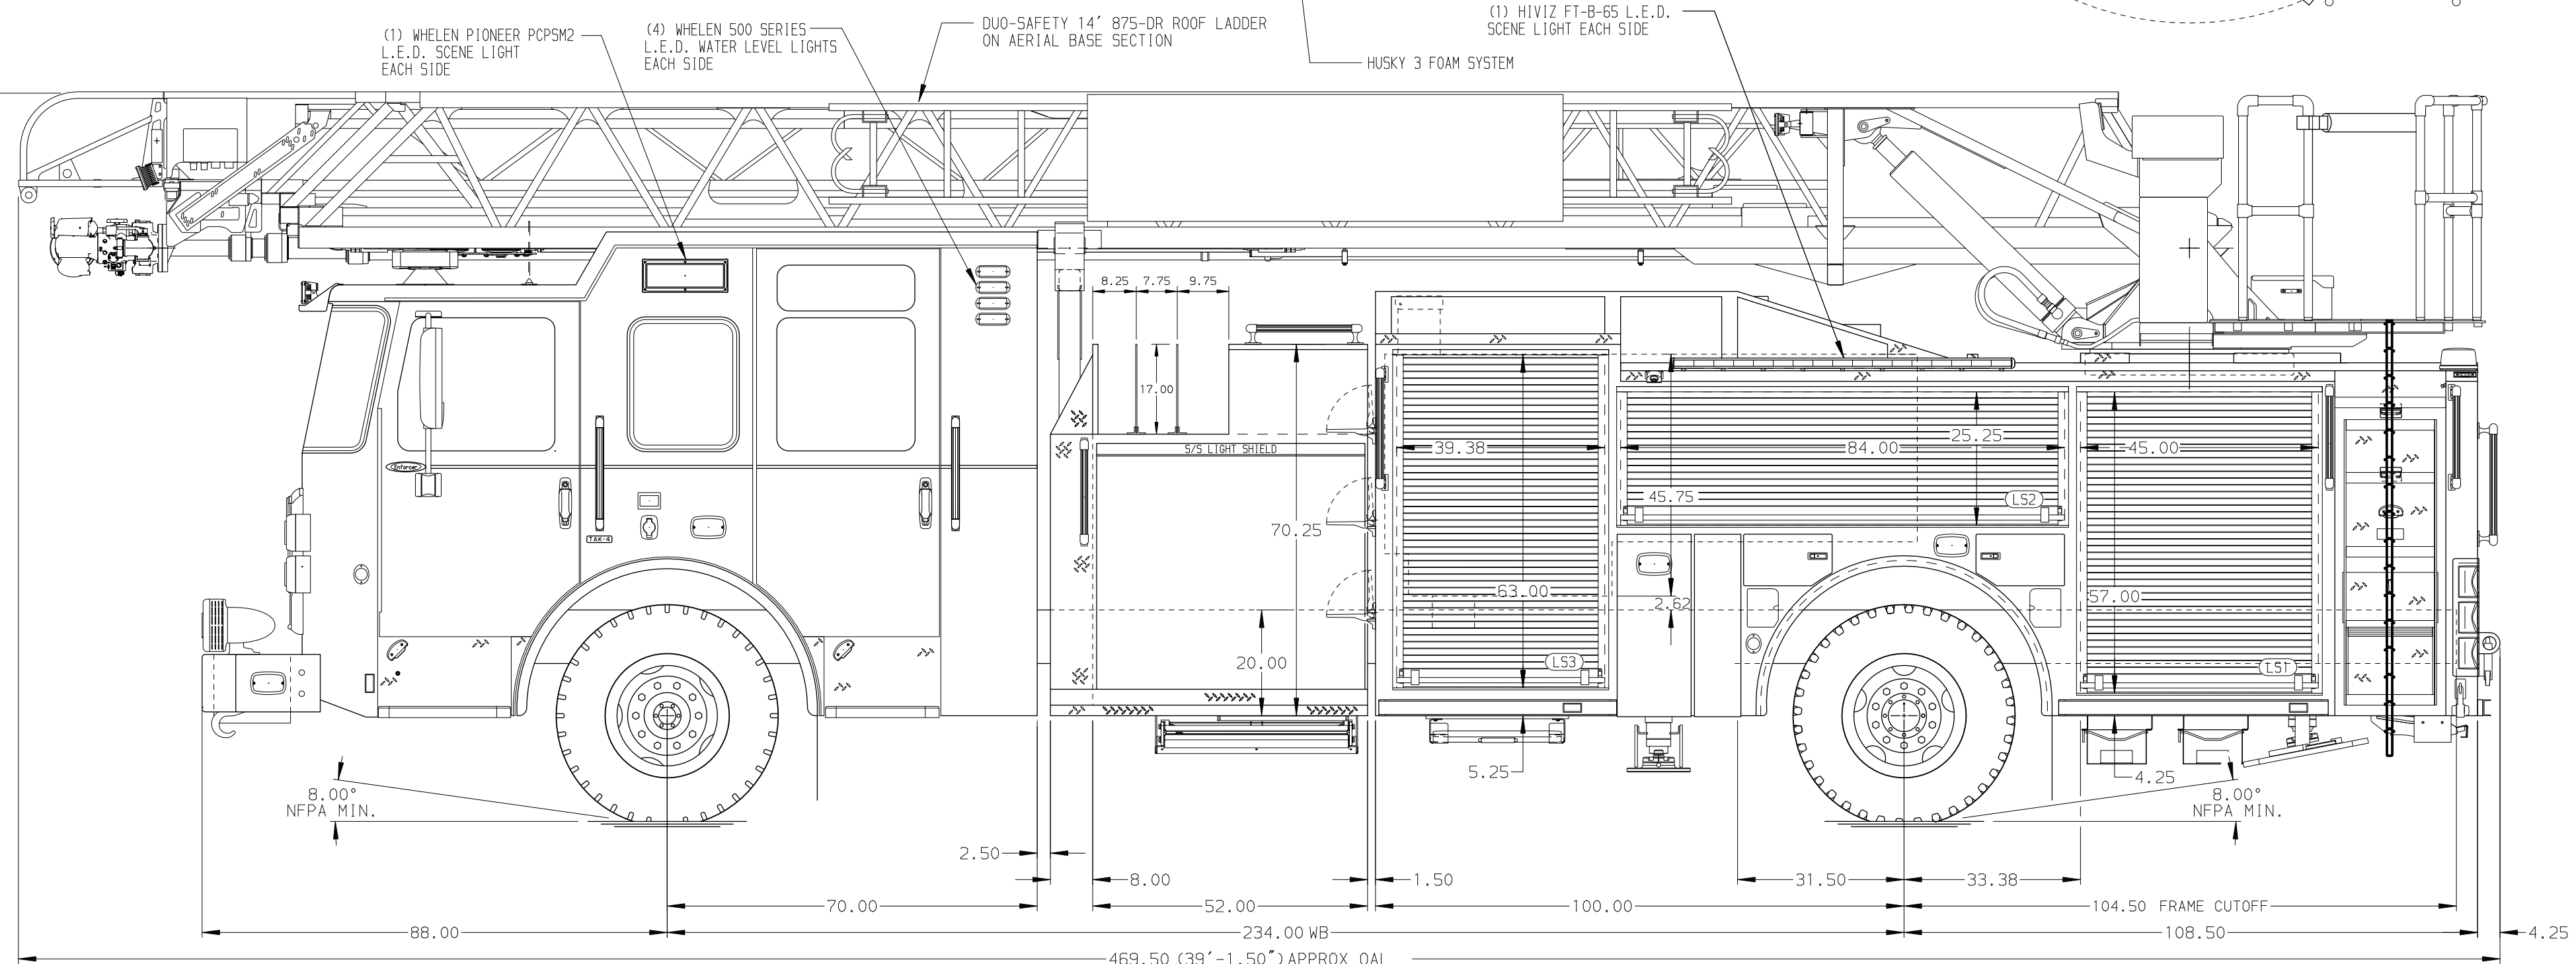 (1) WHELEN PIONEER PCPSM2
L.E.D. SCENE LIGHT
EACH SIDE
(4) WHELEN 500 SERIES
L.E.D. WATER LEVEL LIGHTS
EACH SIDE
DUO-SAFETY 14' 875-DR ROOF LADDER
ON AERIAL BASE SECTION
HUSKY 3 FOAM SYSTEM
(1) HIVIZ FT-B-65 L.E.D.
SCENE LIGHT EACH SIDE
8.25
7.75
9.75
17.00
S/S LIGHT SHIELD
39.38
84.00
25.25
45.00
LS2
45.75
70.25
Enforcer
TAK-4
63.00
2.62
57.00
20.00
LS3
LS1
5.25
4.25
8.00°
NFPA MIN.
8.00°
NFPA MIN.
2.50
8.00
1.50
31.50
33.38
70.00
52.00
100.00
104.50 FRAME CUTOFF
88.00
234.00 WB
108.50
4.25
469.50 (39'-1.50") APPROX OAL